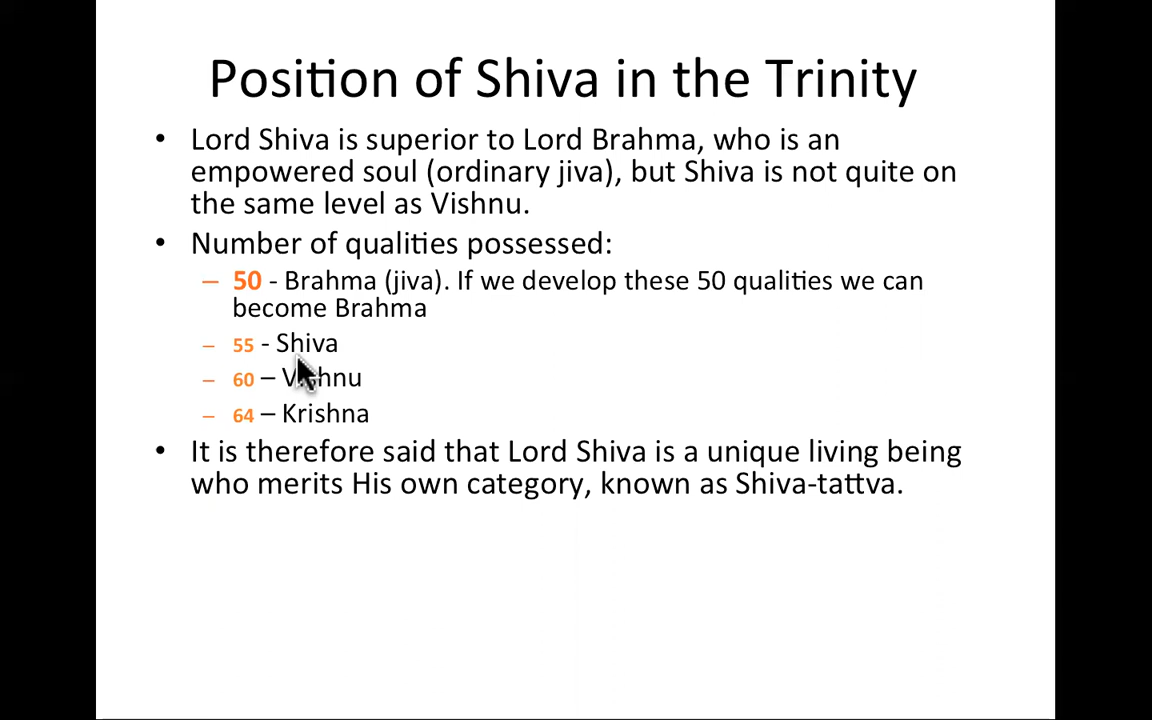 Position of Shiva in the Trinity
• Lord Shiva is superior to Lord Brahma, who is an
empowered soul (ordinary jiva), but Shiva is not quite on
the same level as Vishnu.
• Number of qualities possessed:
– 50 - Brahma (jiva). If we develop these 50 qualities we can
become Brahma
– 55 - Shiva
– 60 – Vishnu
– 64 – Krishna
• It is therefore said that Lord Shiva is a unique living being
who merits His own category, known as Shiva-tattva.